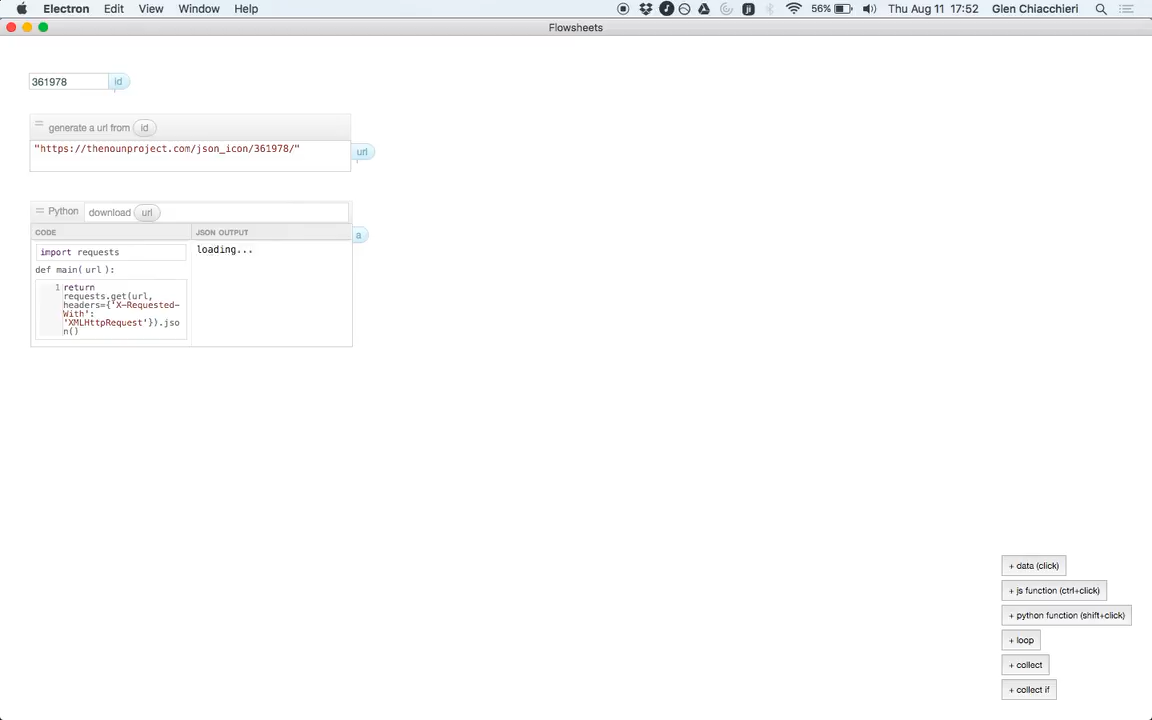 Electron File Edit View Window Help 56% Thu Aug 11 17:52 Glen Chiacchieri
Flowsheets
361978 id
generate a url from id
"https://thenounproject.com/json_icon/361978/"
url
Python download url
CODE JSON OUTPUT
a
import requests
loading...
def main( url ):
1 return
requests.get(url,
headers={'X-Requested-
With':
'XMLHttpRequest'}).jso
n()
+ data (click)
+ js function (ctrl+click)
+ python function (shift+click)
+ loop
+ collect
+ collect if